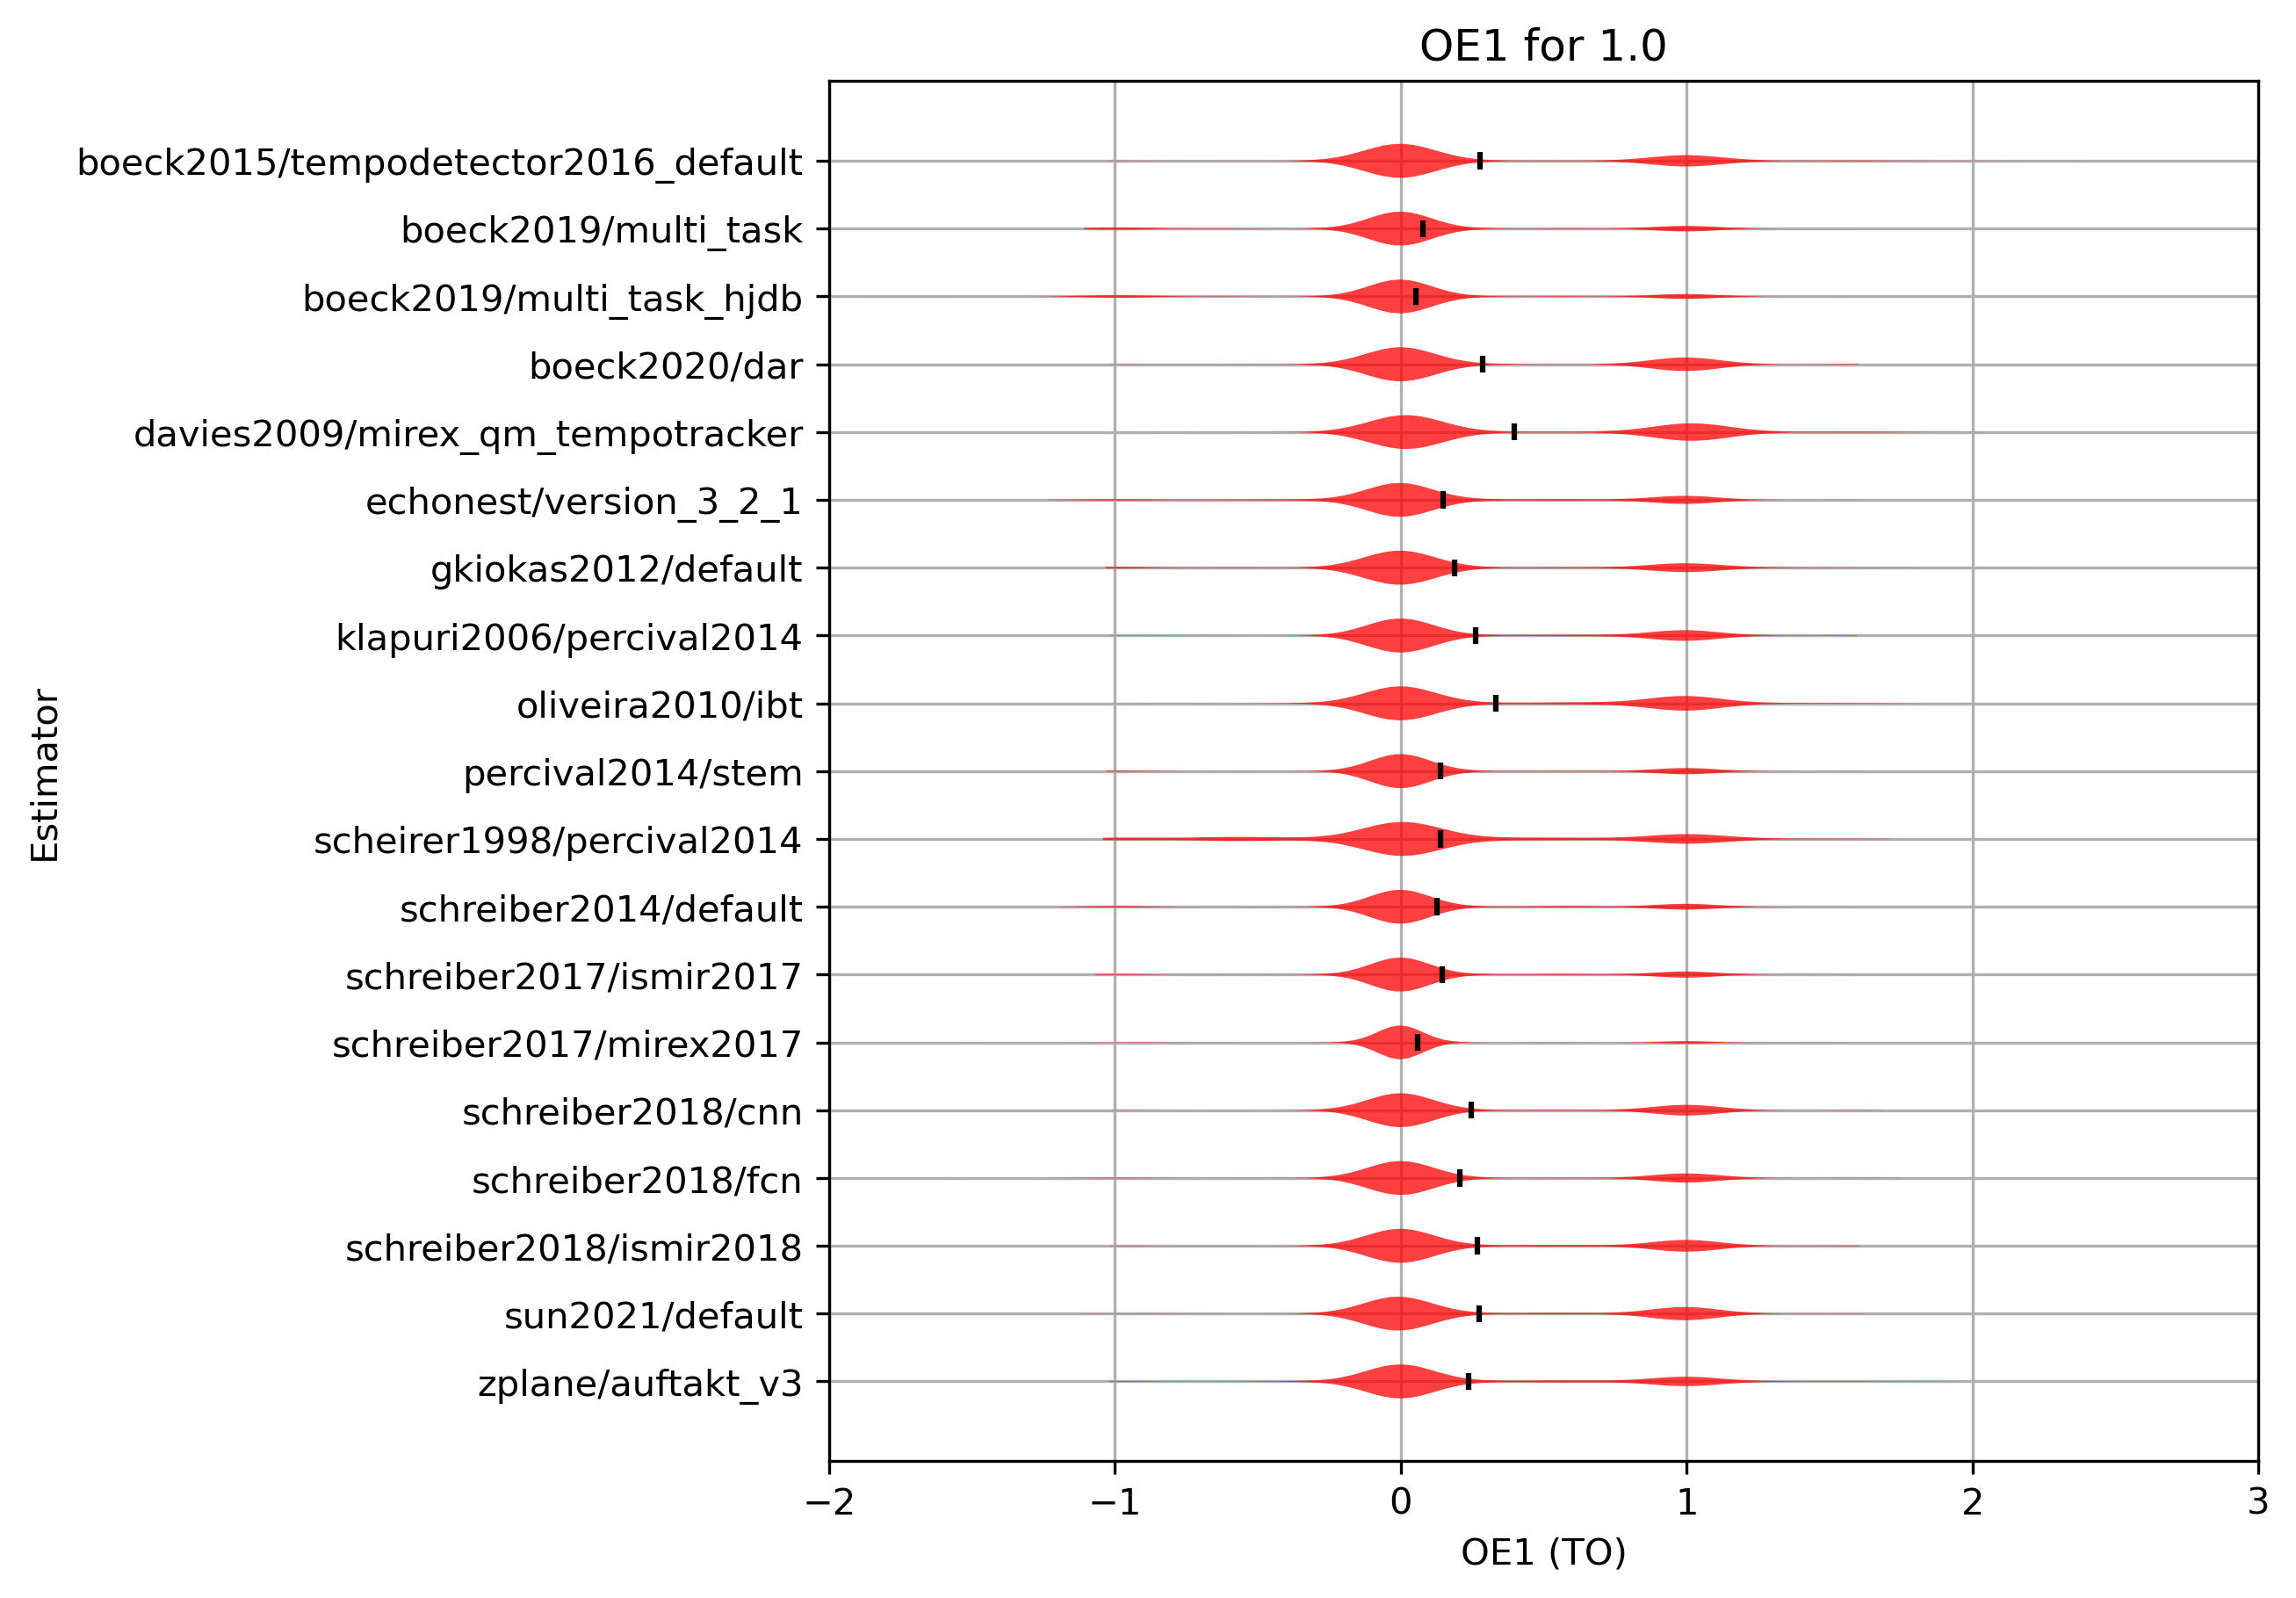 OE1 for 1.0
boeck2015/tempodetector2016_default
boeck2019/multi_task
boeck2019/multi_task_hjdb
boeck2020/dar
davies2009/mirex_qm_tempotracker
echonest/version_3_2_1
gkiokas2012/default
klapuri2006/percival2014
oliveira2010/ibt
percival2014/stem
scheirer1998/percival2014
schreiber2014/default
schreiber2017/ismir2017
schreiber2017/mirex2017
schreiber2018/cnn
schreiber2018/fcn
schreiber2018/ismir2018
sun2021/default
zplane/auftakt_v3
Estimator
−2 −1 0 1 2 3
OE1 (TO)